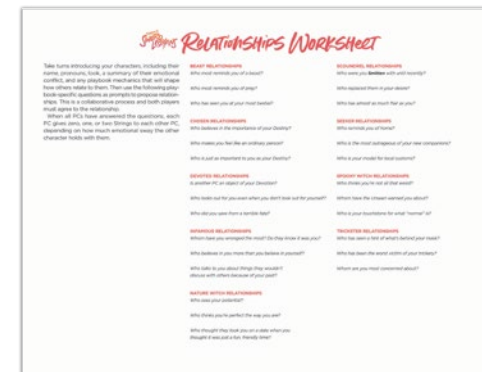 RELATIONSHIPS WORKSHEET
Take turns introducing your characters, including their
name, pronouns, look, a summary of their emotional
conflict, and any playbook mechanics that will shape
how others relate to them. Then use the following play-
book-specific questions as prompts to propose relation-
ships. This is a collaborative process and both players
must agree to the relationship.
When all PCs have answered the questions, each
PC gives zero, one, or two Strings to each other PC,
depending on how much emotional sway the other
character holds with them.
BEAST RELATIONSHIPS
Who most reminds you of a beast?
Who most reminds you of prey?
Who has seen you at your most bestial?
CHOSEN RELATIONSHIPS
Who believes in the importance of your Destiny?
Who makes you feel like an ordinary person?
Who is just as important to you as your Destiny?
DEVOTED RELATIONSHIPS
Is another PC an object of your Devotion?
Who looks out for you even when you don't look out for yourself?
Who did you save from a terrible fate?
INFAMOUS RELATIONSHIPS
Whom have you wronged the most? Do they know it was you?
Who believes in you more than you believe in yourself?
Who talks to you about things they wouldn't
discuss with others because of your past?
NATURE WITCH RELATIONSHIPS
Who sees your potential?
Who thinks you're perfect the way you are?
Who thought they took you on a date when you
thought it was just a fun, friendly time?
SCOUNDREL RELATIONSHIPS
Who were you Smitten with until recently?
Who replaced them in your desire?
Who has almost as much flair as you?
SEEKER RELATIONSHIPS
Who reminds you of home?
Who is the most outrageous of your new companions?
Who is your model for local customs?
SPOOKY WITCH RELATIONSHIPS
Who thinks you're not all that weird?
Whom have the Unseen warned you about?
Who is your touchstone for what "normal" is?
TRICKSTER RELATIONSHIPS
Who has seen a hint of what's behind your mask?
Who has been the worst victim of your trickery?
Whom are you most concerned about?